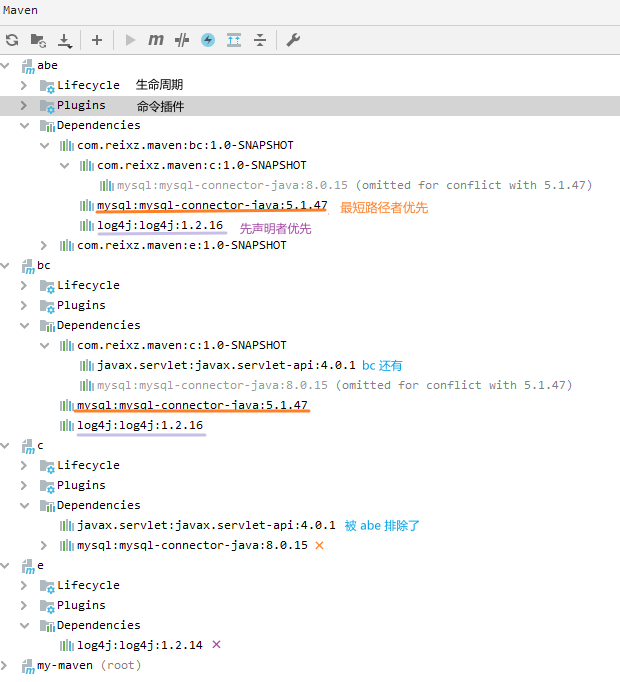 Maven
abe
Lifecycle 生命周期
Plugins 命令插件
Dependencies
com.reixz.maven:bc:1.0-SNAPSHOT
com.reixz.maven:c:1.0-SNAPSHOT
mysql:mysql-connector-java:8.0.15 (omitted for conflict with 5.1.47)
mysql:mysql-connector-java:5.1.47 最短路径者优先
log4j:log4j:1.2.16 先声明者优先
com.reixz.maven:e:1.0-SNAPSHOT
bc
Lifecycle
Plugins
Dependencies
com.reixz.maven:c:1.0-SNAPSHOT
javax.servlet:javax.servlet-api:4.0.1 bc 还有
mysql:mysql-connector-java:8.0.15 (omitted for conflict with 5.1.47)
mysql:mysql-connector-java:5.1.47
log4j:log4j:1.2.16
c
Lifecycle
Plugins
Dependencies
javax.servlet:javax.servlet-api:4.0.1 被 abe 排除了
mysql:mysql-connector-java:8.0.15 ×
e
Lifecycle
Plugins
Dependencies
log4j:log4j:1.2.14 ×
my-maven (root)